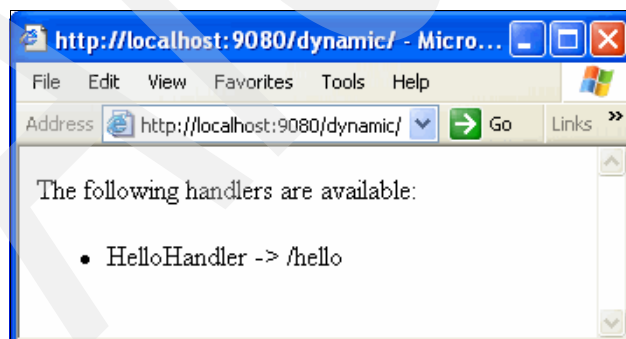 http://localhost:9080/dynamic/ - Micro...
File Edit View Favorites Tools Help
Address http://localhost:9080/dynamic/ Go Links »
The following handlers are available:
• HelloHandler -> /hello